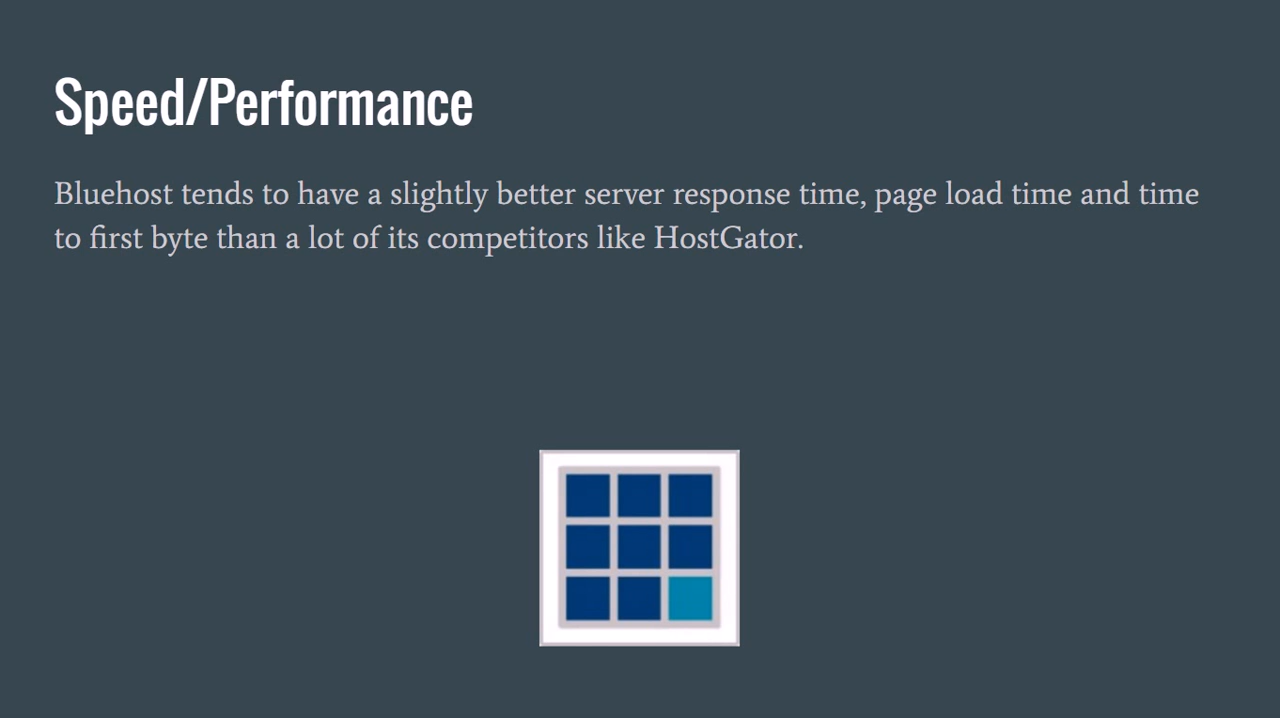 Speed/Performance
Bluehost tends to have a slightly better server response time, page load time and time
to first byte than a lot of its competitors like HostGator.